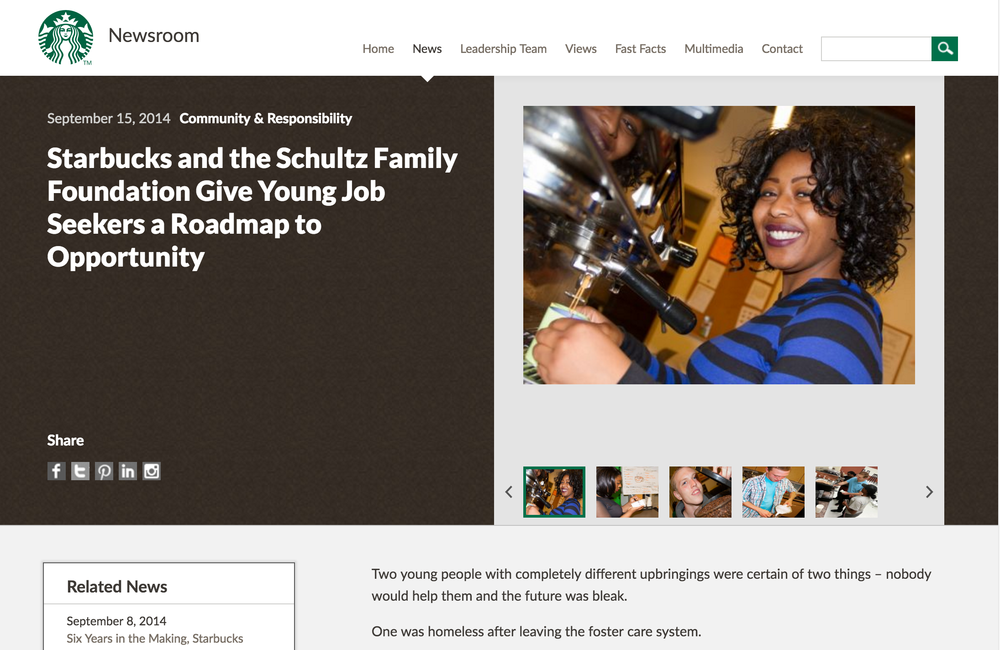 TM
Newsroom
Home News Leadership Team Views Fast Facts Multimedia Contact
September 15, 2014 Community & Responsibility
Starbucks and the Schultz Family
Foundation Give Young Job
Seekers a Roadmap to
Opportunity
Share
Related News
September 8, 2014
Six Years in the Making, Starbucks
Two young people with completely different upbringings were certain of two things – nobody
would help them and the future was bleak.
One was homeless after leaving the foster care system.